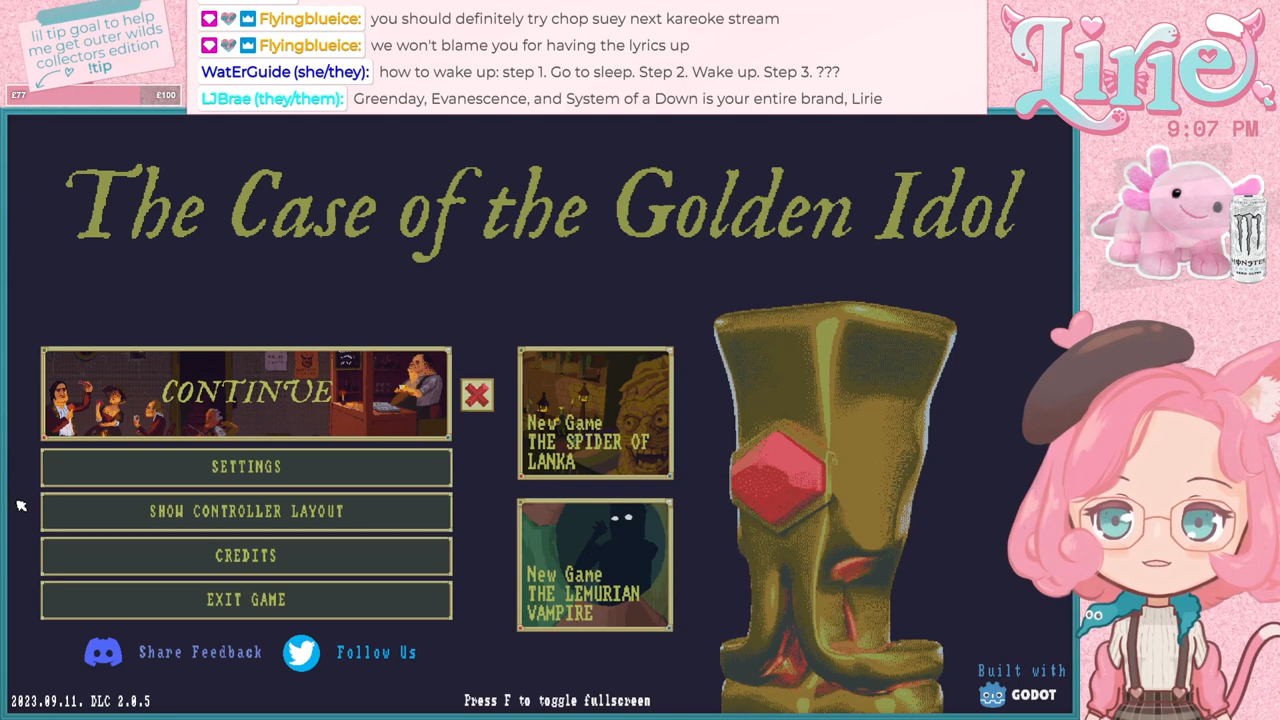 lil tip goal to help
me get outer wilds
collectors edition
!tip
£77
£100
Flyingblueice: you should definitely try chop suey next kareoke stream
Flyingblueice: we won't blame you for having the lyrics up
WatErGuide (she/they): how to wake up: step 1. Go to sleep. Step 2. Wake up. Step 3. ???
LJBrae (they/them): Greenday, Evanescence, and System of a Down is your entire brand, Lirie
Lirie
9:07 PM
MONSTER
The Case of the Golden Idol
CONTINUE
SETTINGS
SHOW CONTROLLER LAYOUT
CREDITS
EXIT GAME
New Game
THE SPIDER OF
LANKA
New Game
THE LEMURIAN
VAMPIRE
Share Feedback
Follow Us
Built with
GODOT
2023.09.11. DLC 2.0.5
Press F to toggle fullscreen